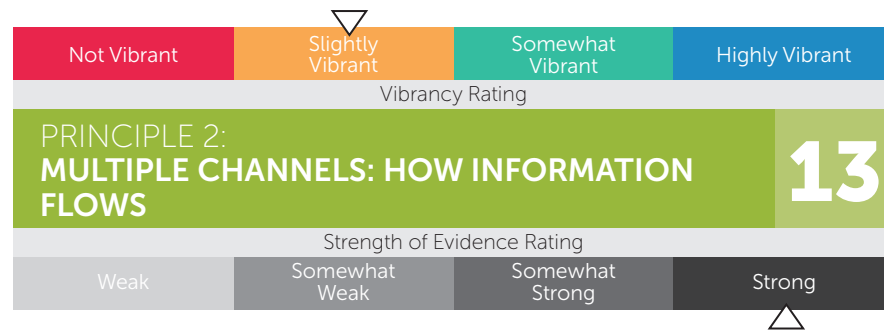 Not Vibrant
Slightly
Vibrant
Somewhat
Vibrant
Highly Vibrant
Vibrancy Rating
PRINCIPLE 2:
MULTIPLE CHANNELS: HOW INFORMATION
FLOWS
13
Strength of Evidence Rating
Weak
Somewhat
Weak
Somewhat
Strong
Strong